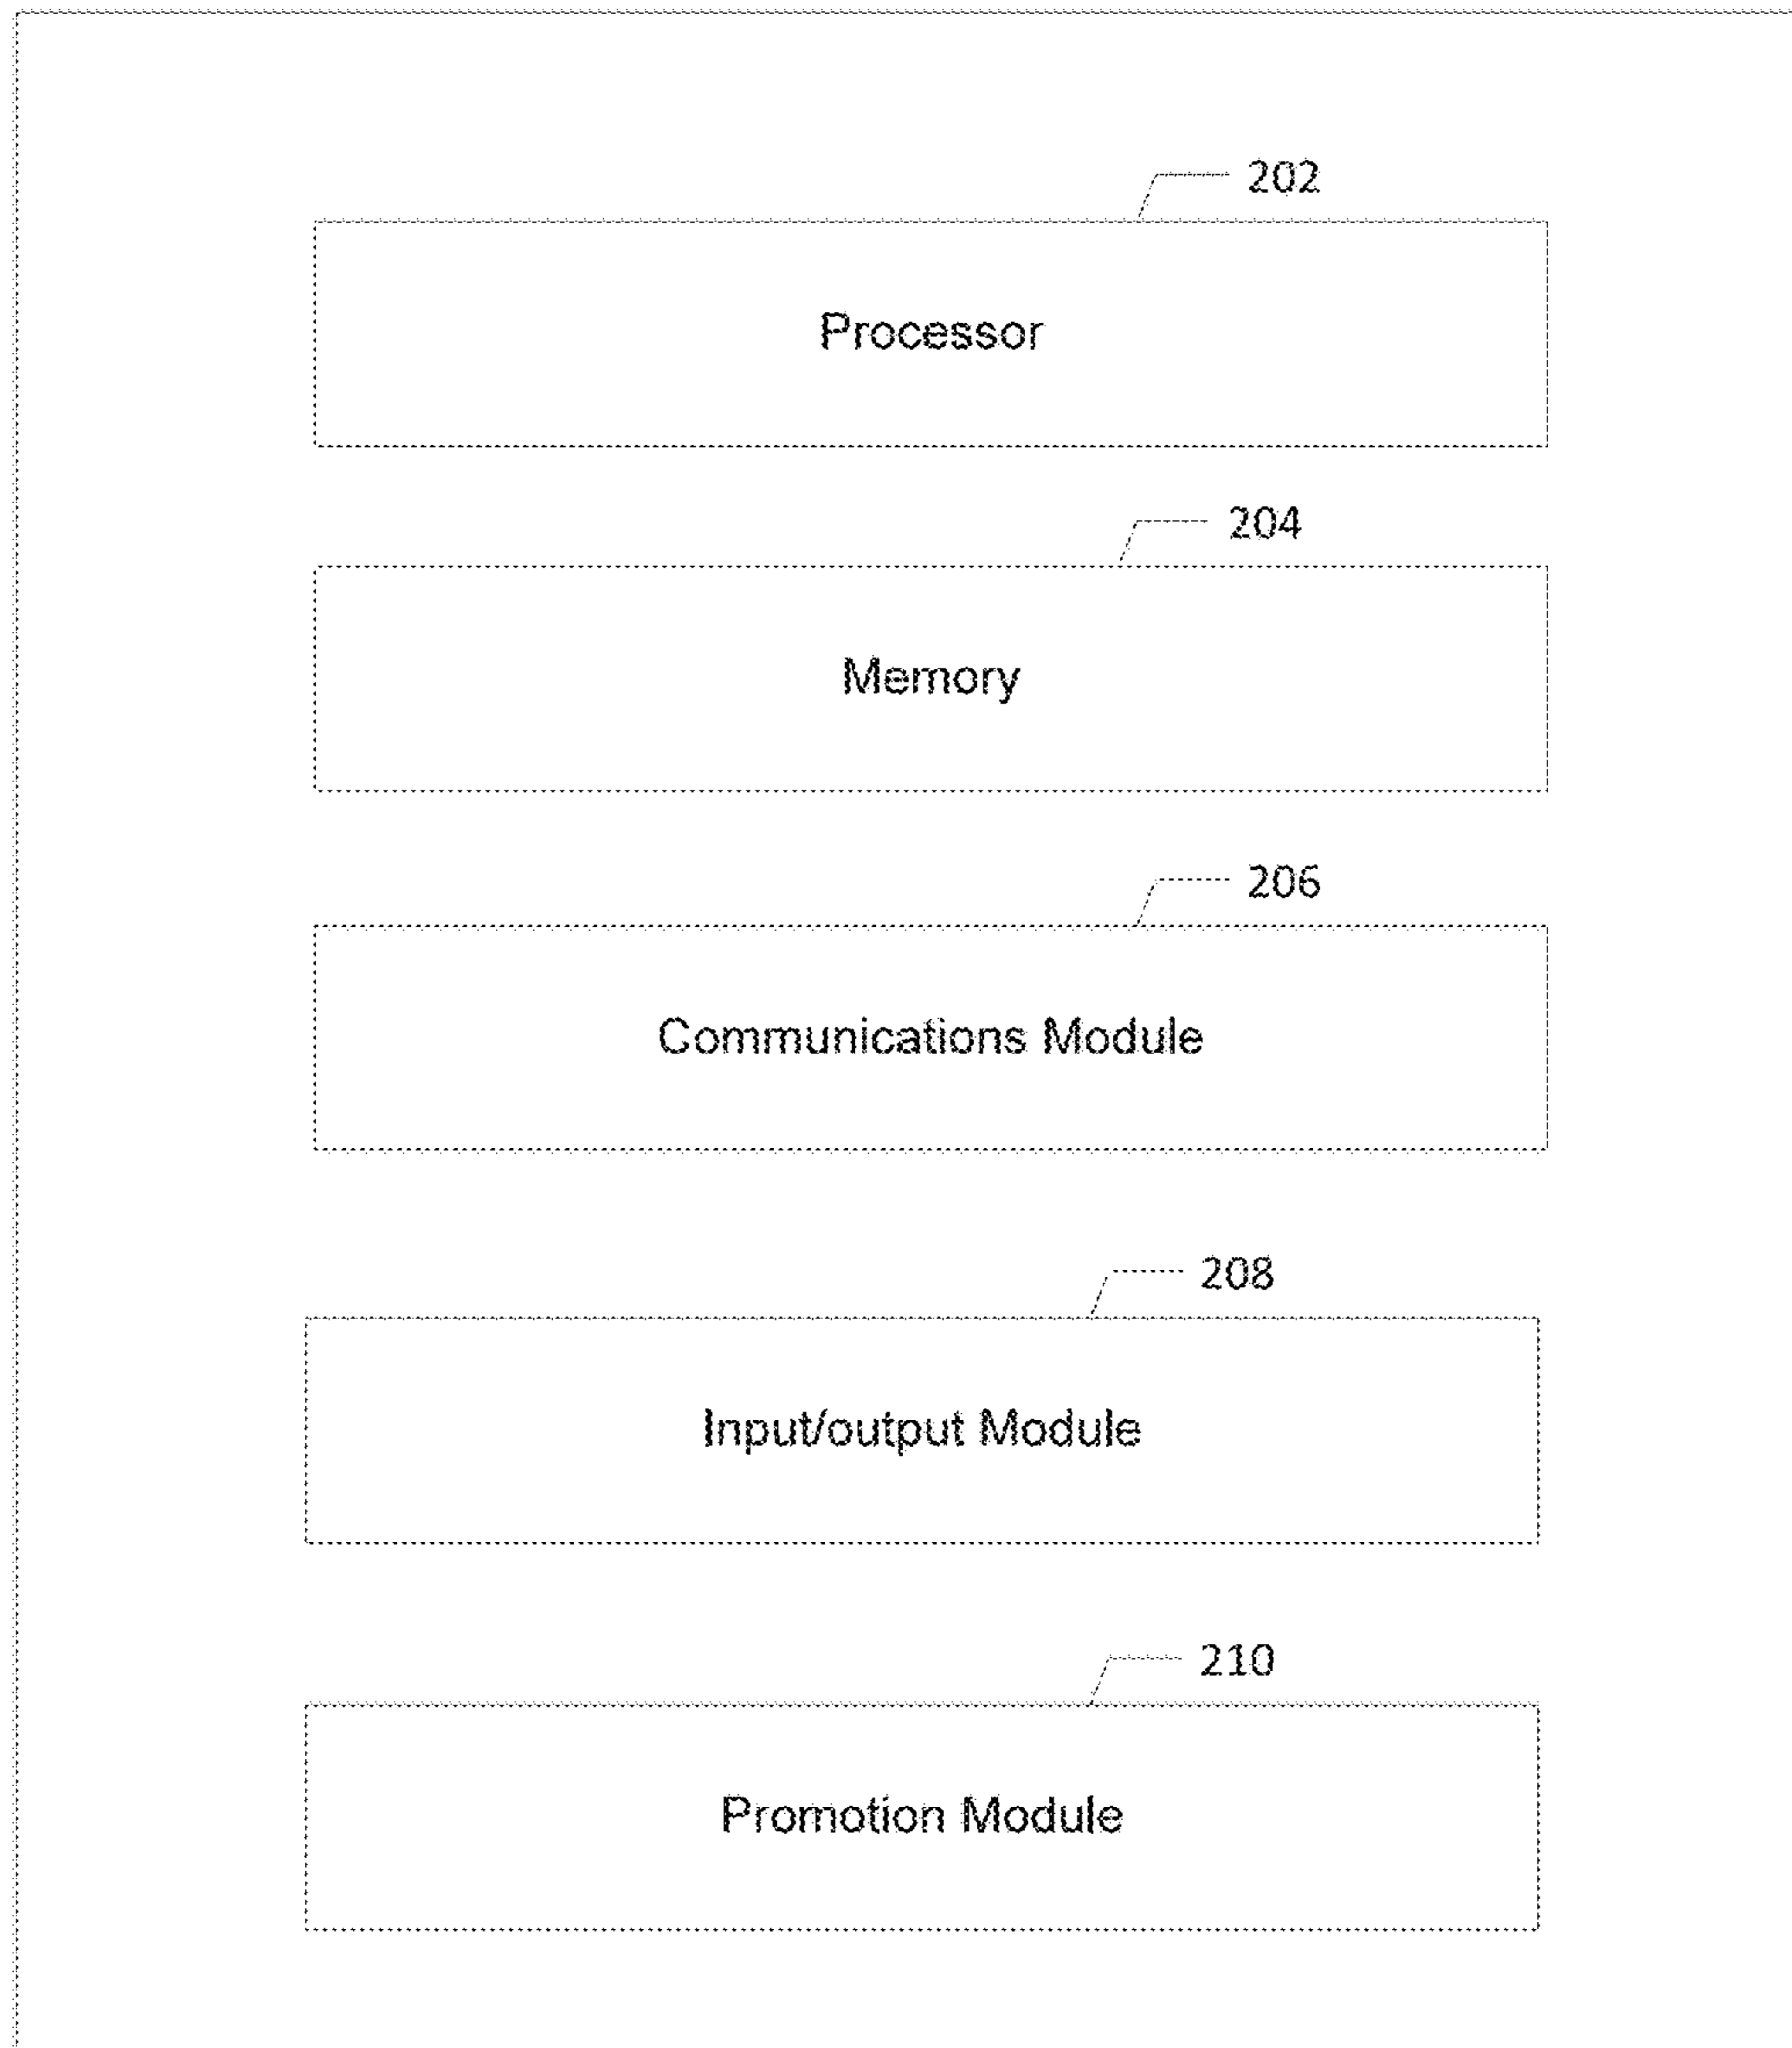 202
Processor
204
Memory
206
Communications Module
208
Input/output Module
210
Promotion Module